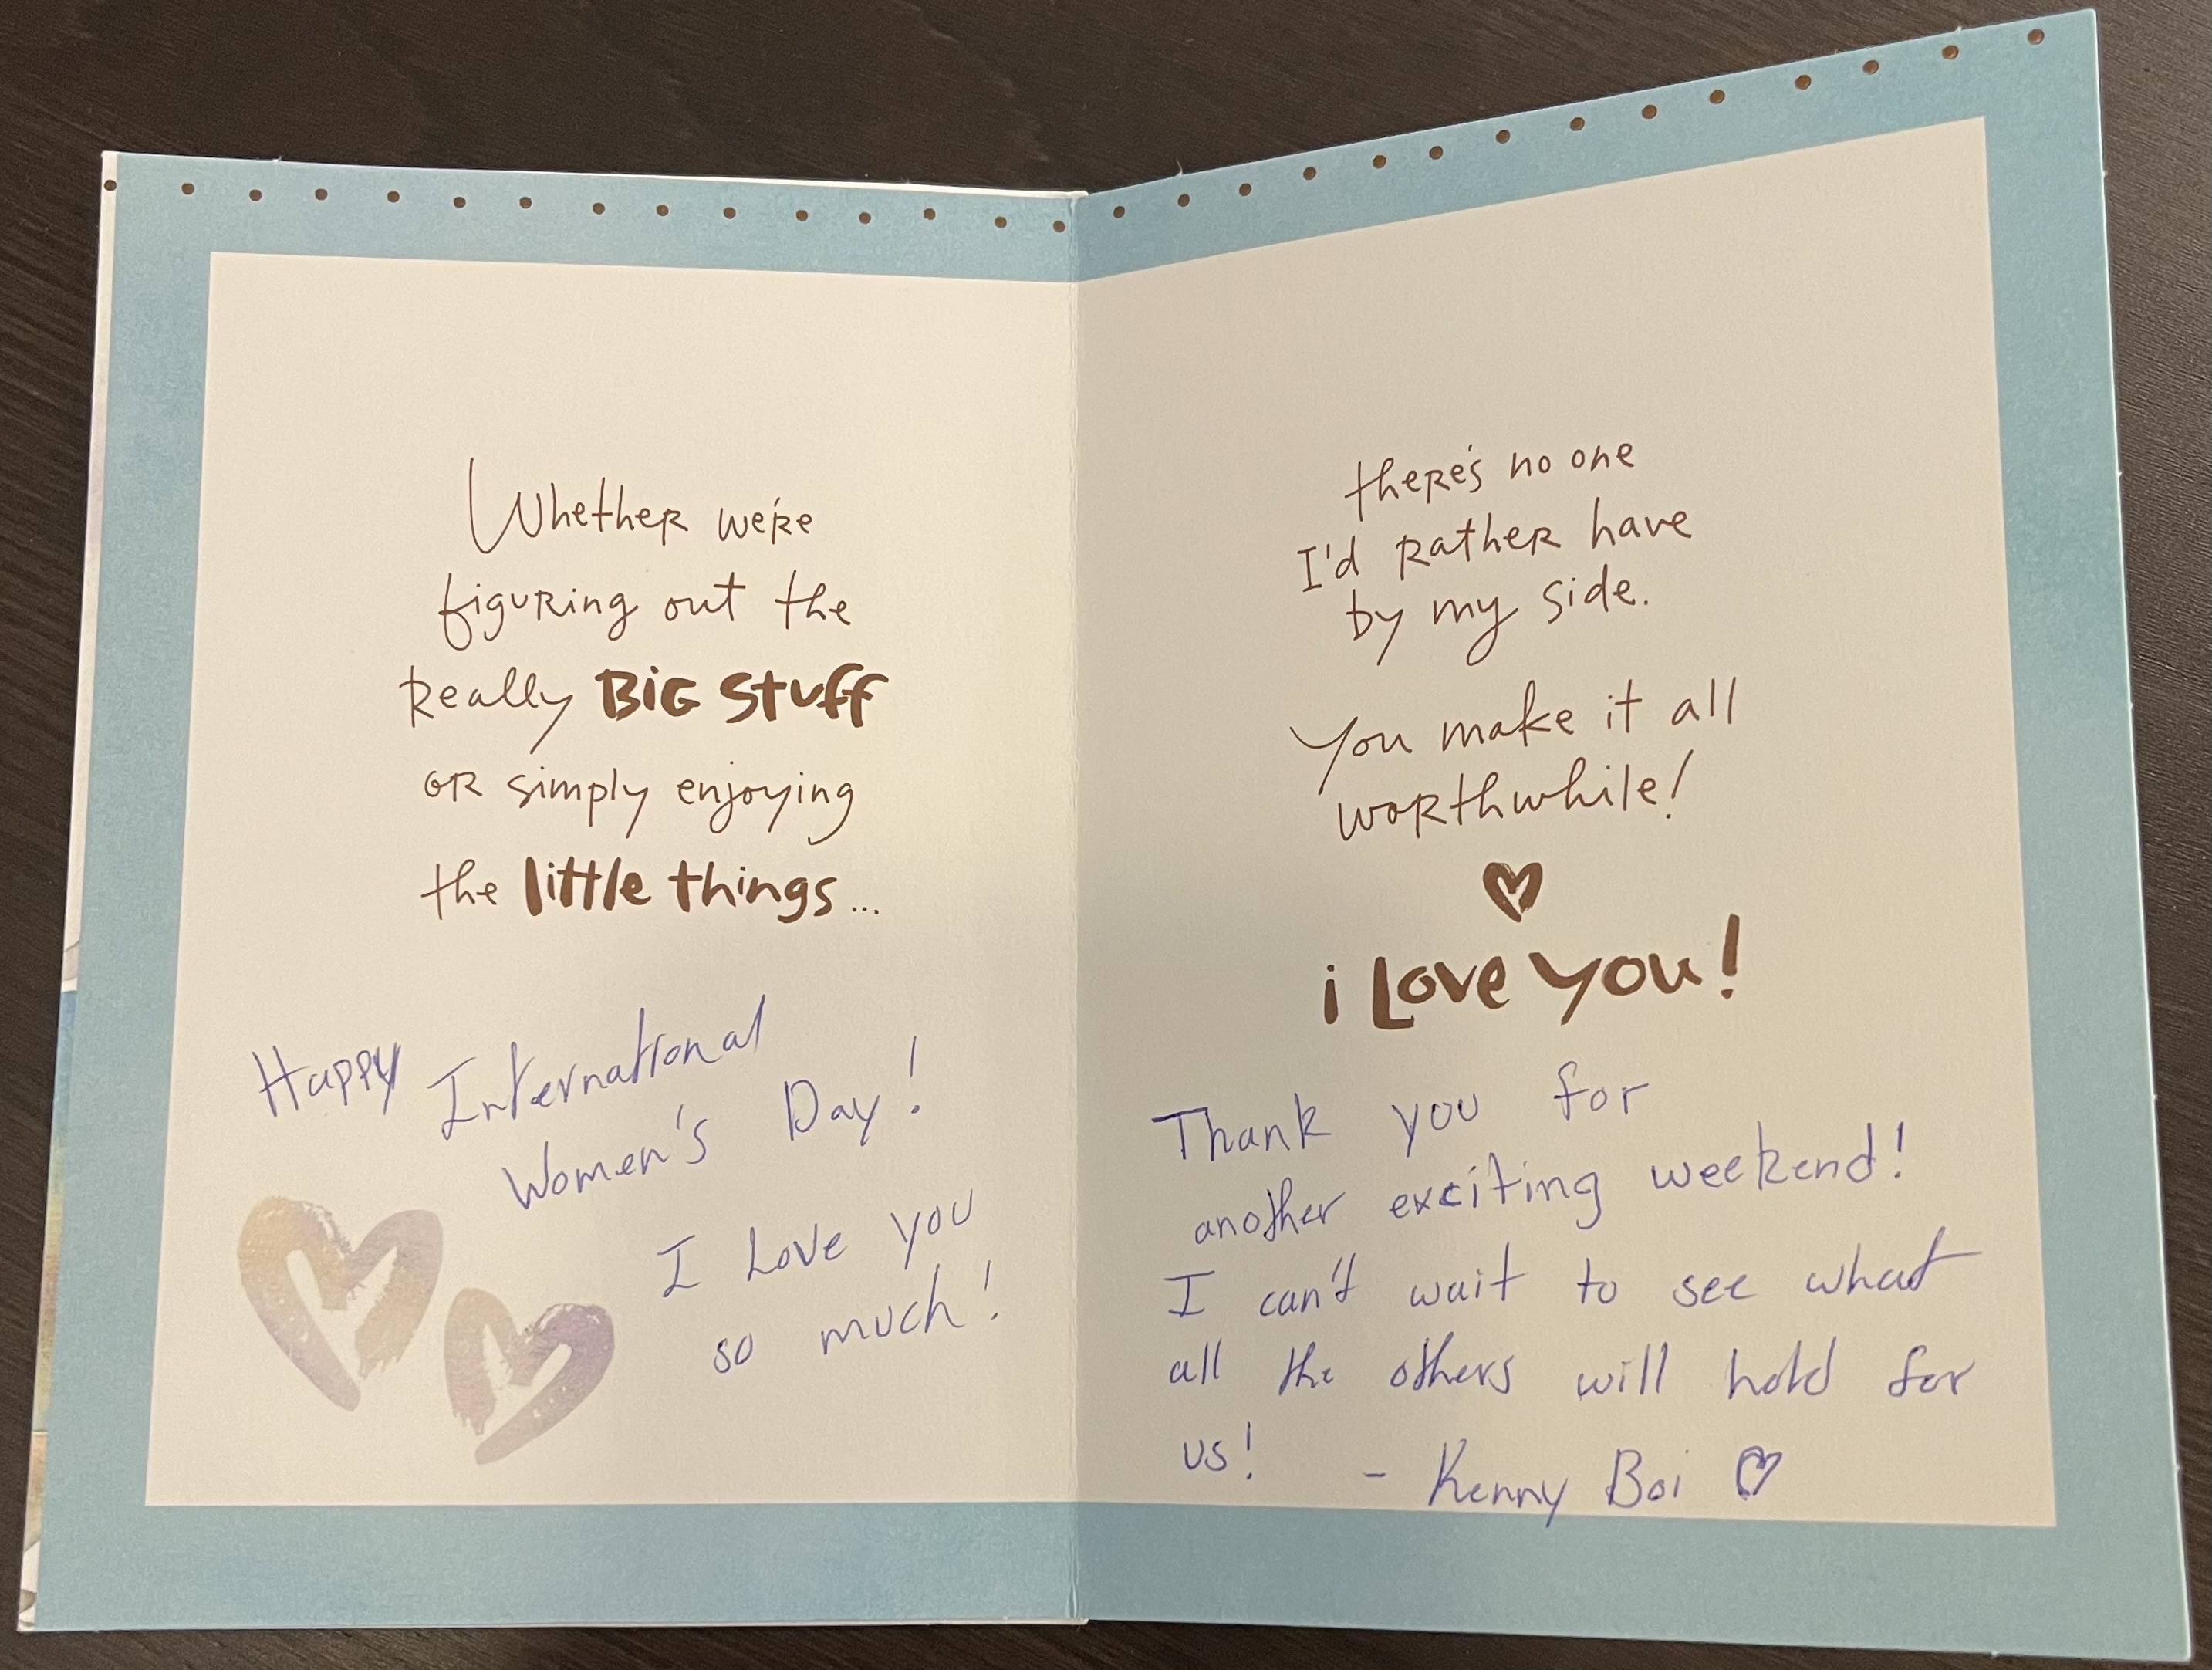 Whether we're
figuring out the
Really BiG Stuff
or simply enjoying
the little things...
Happy International
Women's Day!
I Love you
so much!
there's no one
I'd rather have
by my side.
You make it all
worthwhile!
i Love you!
Thank you for
another exciting weekend!
I can't wait to see what
all the others will hold for
us! - Kenny Boi